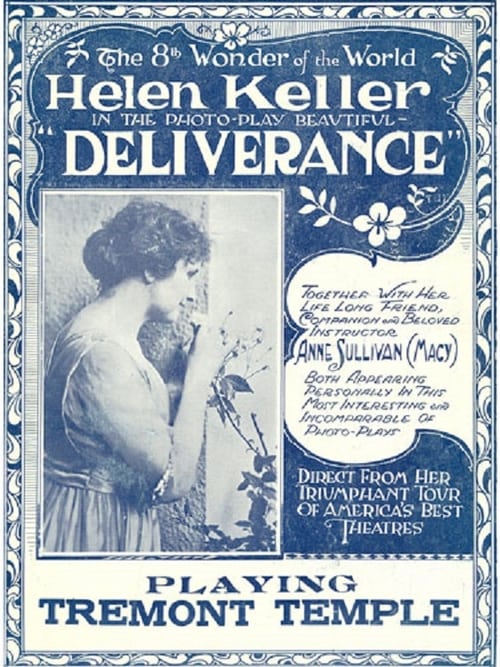 The 8th Wonder of the World
Helen Keller
IN THE PHOTO-PLAY BEAUTIFUL-
"DELIVERANCE"
TOGETHER WITH HER
LIFE LONG FRIEND,
COMPANION and BELOVED
INSTRUCTOR
ANNE SULLIVAN (MACY)
BOTH APPEARING
PERSONALLY IN THIS
MOST INTERESTING and
INCOMPARABLE OF
PHOTO-PLAYS
DIRECT FROM HER
TRIUMPHANT TOUR
OF AMERICA'S BEST
THEATRES
PLAYING
TREMONT TEMPLE